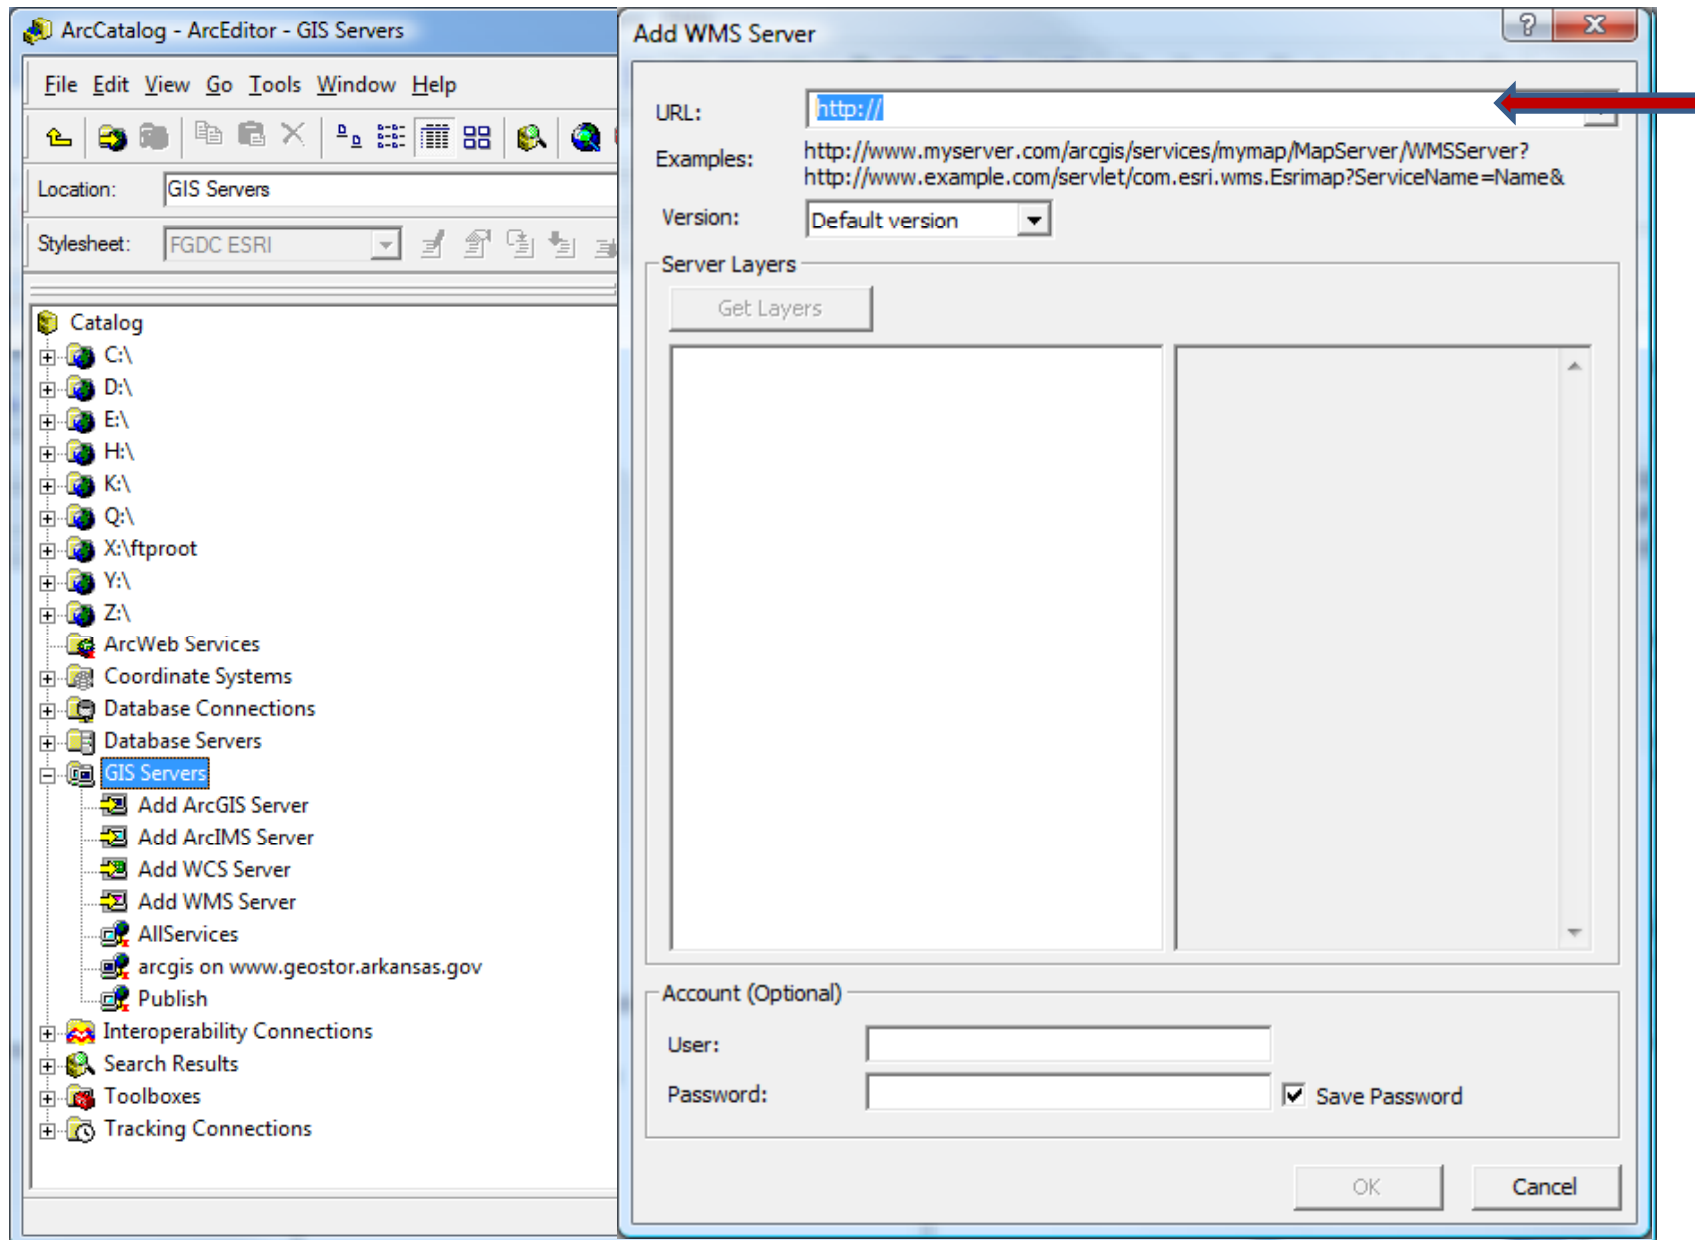 ArcCatalog - ArcEditor - GIS Servers
File Edit View Go Tools Window Help
Location: GIS Servers
Stylesheet: FGDC ESRI
Catalog
C:\
D:\
E:\
H:\
K:\
Q:\
X:\ftproot
Y:\
Z:\
ArcWeb Services
Coordinate Systems
Database Connections
Database Servers
GIS Servers
Add ArcGIS Server
Add ArcIMS Server
Add WCS Server
Add WMS Server
AllServices
arcgis on www.geostor.arkansas.gov
Publish
Interoperability Connections
Search Results
Toolboxes
Tracking Connections
Add WMS Server
URL: http://
Examples: http://www.myserver.com/arcgis/services/mymap/MapServer/WMSServer?
http://www.example.com/servlet/com.esri.wms.Esrimap?ServiceName=Name&
Version: Default version
Server Layers
Get Layers
Account (Optional)
User:
Password: Save Password
OK Cancel